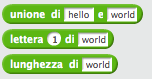 unione di hello e world
lettera 1 di world
lunghezza di world